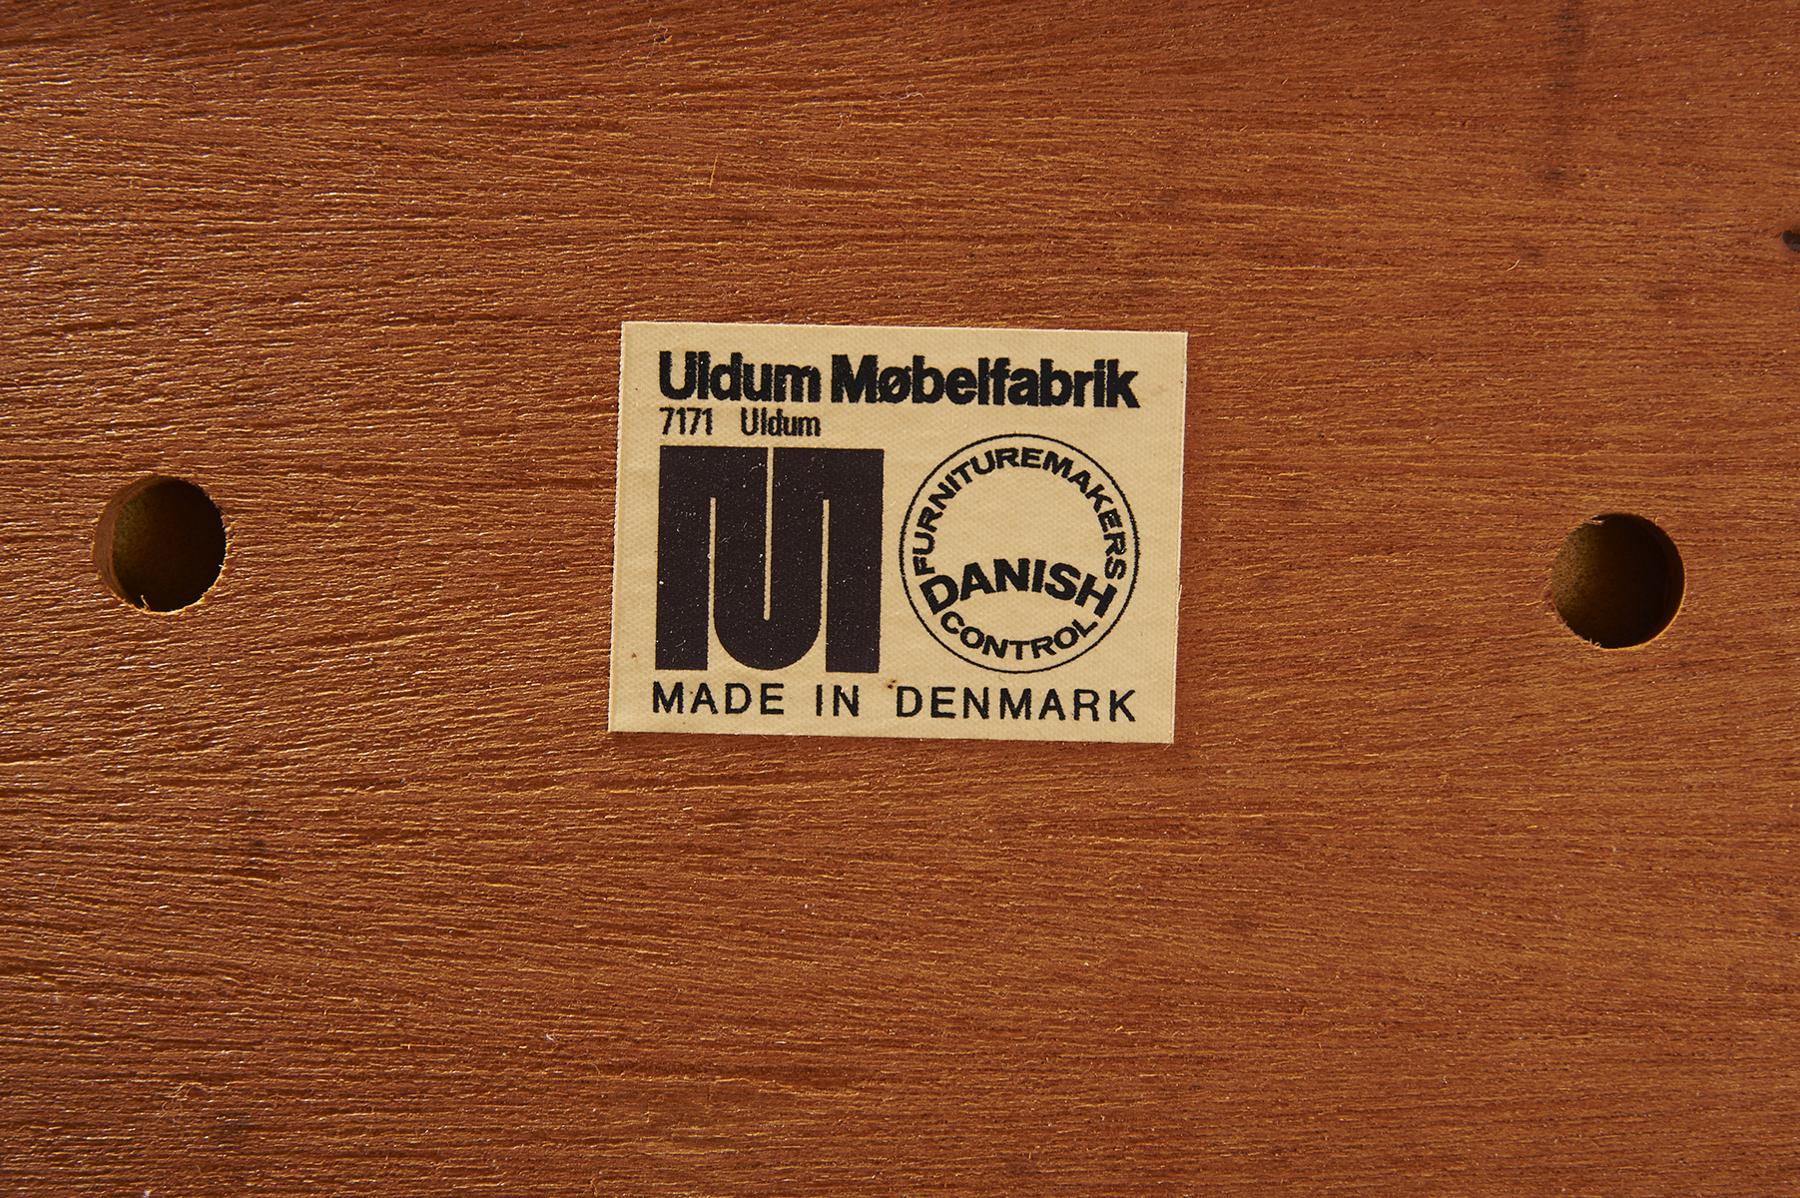 Uldum Møbelfabrik
7171 Uldum
FURNITUREMAKERS
DANISH
CONTROL
MADE IN DENMARK